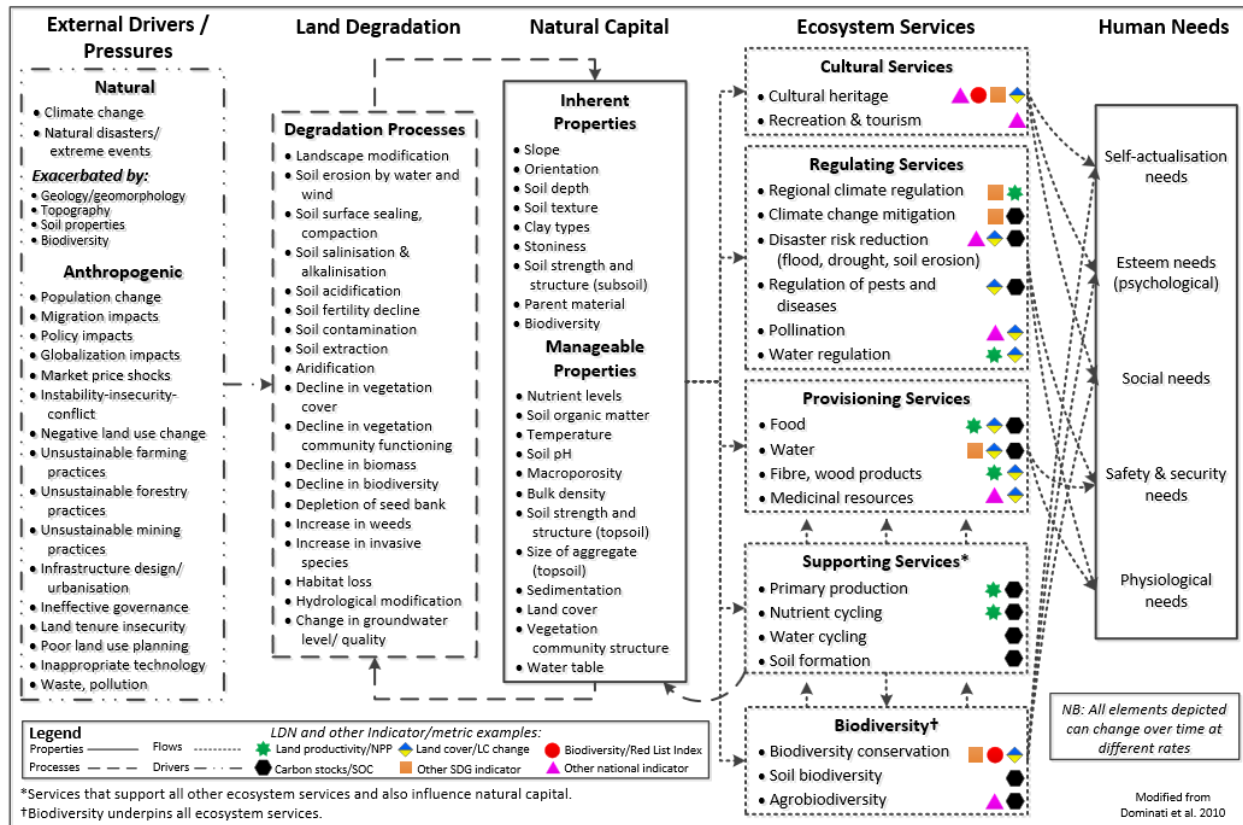 External Drivers /
Pressures
Natural
• Climate change
• Natural disasters/
extreme events
Exacerbated by:
• Geology/geomorphology
• Topography
• Soil properties
• Biodiversity
Anthropogenic
• Population change
• Migration impacts
• Policy impacts
• Globalization impacts
• Market price shocks
• Instability-insecurity-
conflict
• Negative land use change
• Unsustainable farming
practices
• Unsustainable forestry
practices
• Unsustainable mining
practices
• Infrastructure design/
urbanisation
• Ineffective governance
• Land tenure insecurity
• Poor land use planning
• Inappropriate technology
• Waste, pollution
Land Degradation
Degradation Processes
• Landscape modification
• Soil erosion by water and
wind
• Soil surface sealing,
compaction
• Soil salinisation &
alkalinisation
• Soil acidification
• Soil fertility decline
• Soil contamination
• Soil extraction
• Aridification
• Decline in vegetation
cover
• Decline in vegetation
community functioning
• Decline in biomass
• Decline in biodiversity
• Depletion of seed bank
• Increase in weeds
• Increase in invasive
species
• Habitat loss
• Hydrological modification
• Change in groundwater
level/ quality
Natural Capital
Inherent
Properties
• Slope
• Orientation
• Soil depth
• Soil texture
• Clay types
• Stoniness
• Soil strength and
structure (subsoil)
• Parent material
• Biodiversity
Manageable
Properties
• Nutrient levels
• Soil organic matter
• Temperature
• Soil pH
• Macroporosity
• Bulk density
• Soil strength and
structure (topsoil)
• Size of aggregate
(topsoil)
• Sedimentation
• Land cover
• Vegetation
community structure
• Water table
Ecosystem Services
Cultural Services
• Cultural heritage
• Recreation & tourism
Regulating Services
• Regional climate regulation
• Climate change mitigation
• Disaster risk reduction
(flood, drought, soil erosion)
• Regulation of pests and
diseases
• Pollination
• Water regulation
Provisioning Services
• Food
• Water
• Fibre, wood products
• Medicinal resources
Supporting Services*
• Primary production
• Nutrient cycling
• Water cycling
• Soil formation
Biodiversity†
• Biodiversity conservation
• Soil biodiversity
• Agrobiodiversity
Human Needs
Self-actualisation
needs
Esteem needs
(psychological)
Social needs
Safety & security
needs
Physiological
needs
NB: All elements depicted
can change over time at
different rates
Legend
LDN and other Indicator/metric examples:
Properties Flows Land productivity/NPP Land cover/LC change Biodiversity/Red List Index
Processes Drivers Carbon stocks/SOC Other SDG indicator Other national indicator
*Services that support all other ecosystem services and also influence natural capital.
†Biodiversity underpins all ecosystem services.
Modified from
Dominati et al. 2010